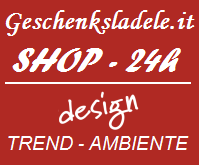 Geschenksladele.it
SHOP - 24h
design
TREND - AMBIENTE